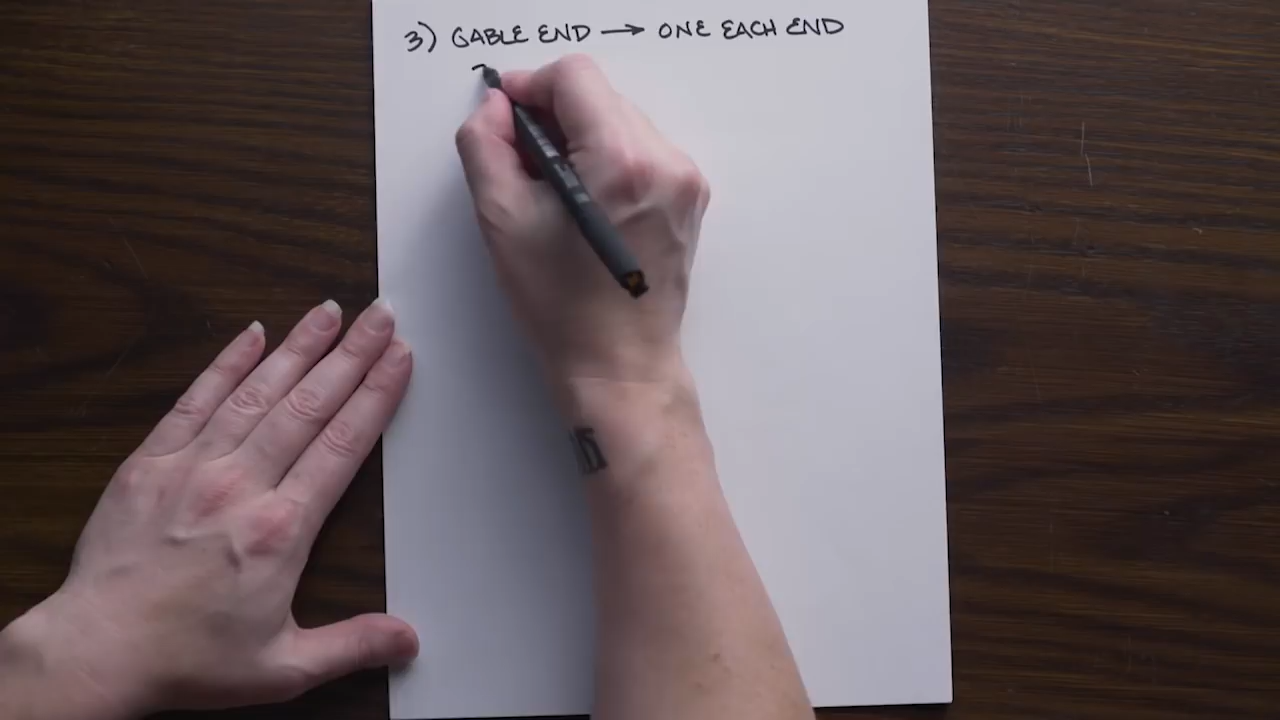 3) GABLE END → ONE EACH END